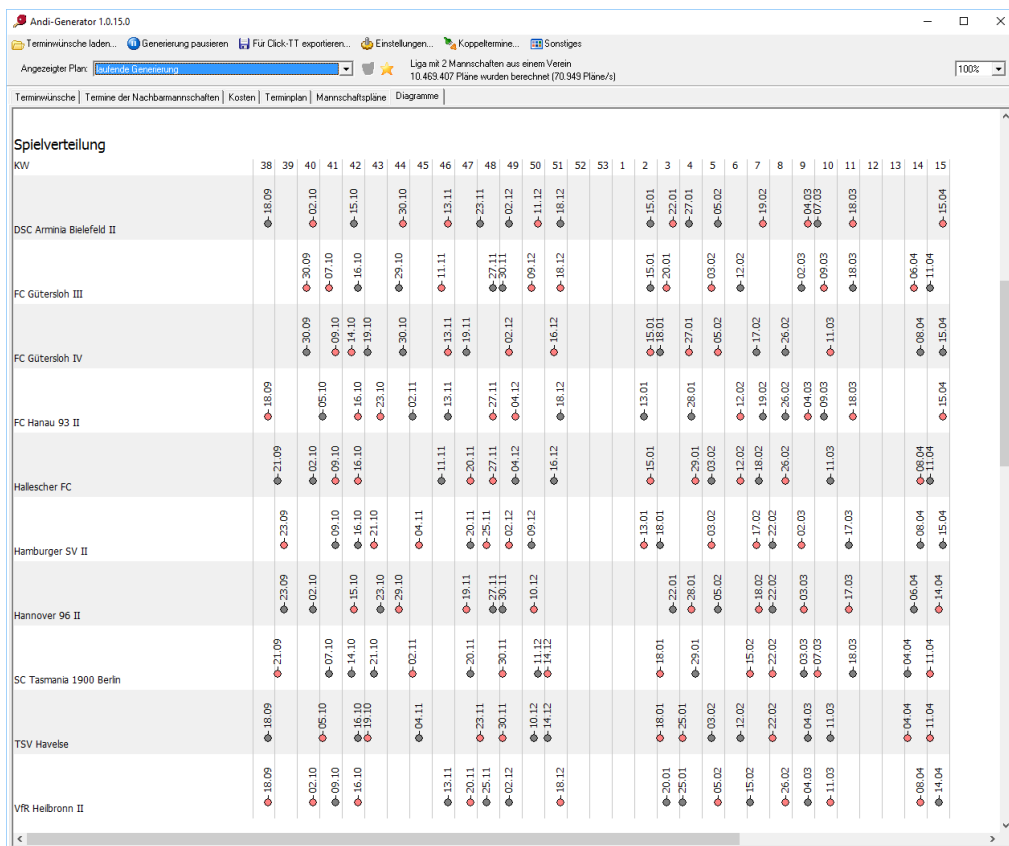 Andi-Generator 1.0.15.0
Terminwünsche laden... Generierung pausieren Für Click-TT exportieren... Einstellungen... Koppeltermine... Sonstiges
Angezeigter Plan: laufende Generierung Liga mit 2 Mannschaften aus einem Verein 100%
10.469.407 Pläne wurden berechnet (70.949 Pläne/s)
Terminwünsche Termine der Nachbarmannschaften Kosten Terminplan Mannschaftspläne Diagramme
Spielverteilung
KW 38 39 40 41 42 43 44 45 46 47 48 49 50 51 52 53 1 2 3 4 5 6 7 8 9 10 11 12 13 14 15
18.09 02.10 15.10 30.10 13.11 23.11 02.12 11.12 18.12 15.01 22.01 27.01 05.02 19.02 04.03 07.03 18.03 15.04
DSC Arminia Bielefeld II
30.09 07.10 16.10 29.10 11.11 27.11 30.11 09.12 18.12 15.01 20.01 03.02 12.02 02.03 09.03 18.03 06.04 11.04
FC Gütersloh III
30.09 09.10 14.10 19.10 30.10 13.11 19.11 02.12 16.12 15.01 18.01 27.01 05.02 17.02 26.02 11.03 08.04 15.04
FC Gütersloh IV
18.09 05.10 16.10 23.10 02.11 13.11 27.11 04.12 18.12 13.01 28.01 12.02 19.02 26.02 04.03 09.03 18.03 15.04
FC Hanau 93 II
21.09 02.10 09.10 16.10 11.11 20.11 27.11 04.12 16.12 15.01 29.01 03.02 12.02 18.02 26.02 11.03 08.04 11.04
Hallescher FC
23.09 09.10 16.10 21.10 04.11 20.11 25.11 02.12 09.12 13.01 18.01 03.02 17.02 22.02 02.03 17.03 08.04 15.04
Hamburger SV II
23.09 02.10 15.10 23.10 29.10 19.11 27.11 30.11 10.12 22.01 28.01 05.02 18.02 22.02 03.03 17.03 06.04 14.04
Hannover 96 II
21.09 07.10 14.10 21.10 02.11 20.11 30.11 11.12 14.12 18.01 29.01 15.02 22.02 03.03 07.03 18.03 04.04 11.04
SC Tasmania 1900 Berlin
18.09 05.10 16.10 19.10 04.11 23.11 30.11 10.12 14.12 18.01 25.01 03.02 12.02 22.02 04.03 11.03 04.04 11.04
TSV Havelse
18.09 02.10 09.10 16.10 13.11 20.11 25.11 02.12 18.12 20.01 25.01 05.02 15.02 26.02 04.03 11.03 08.04 14.04
VfR Heilbronn II